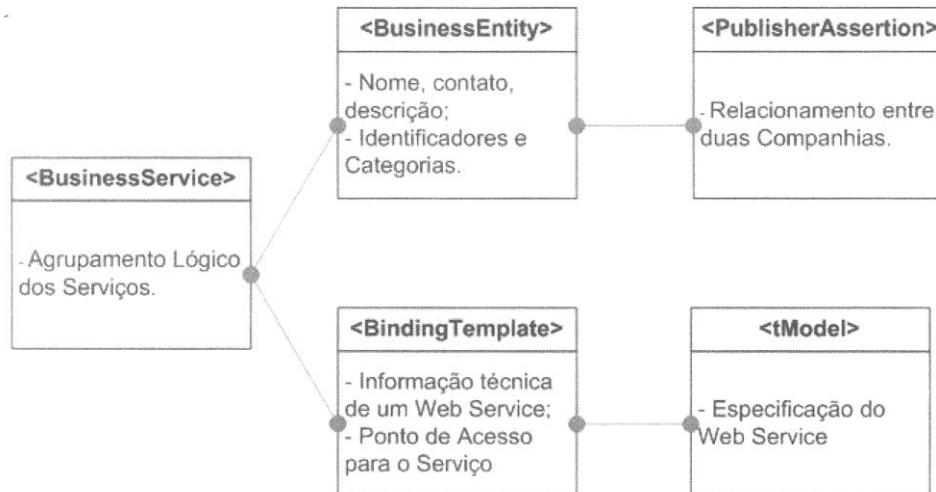 <BusinessEntity>
- Nome, contato,
descrição;
- Identificadores e
Categorias.
<PublisherAssertion>
- Relacionamento entre
duas Companhias.
<BusinessService>
- Agrupamento Lógico
dos Serviços.
<BindingTemplate>
- Informação técnica
de um Web Service;
- Ponto de Acesso
para o Serviço
<tModel>
- Especificação do
Web Service